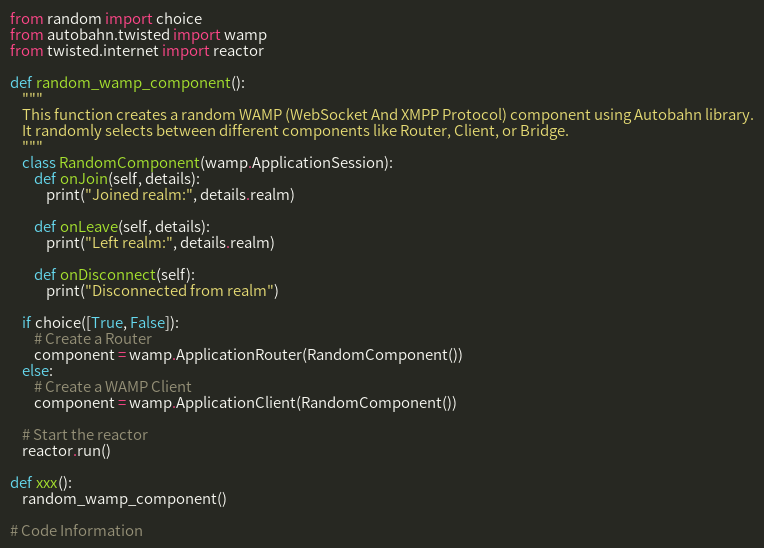 from random import choice
from autobahn.twisted import wamp
from twisted.internet import reactor

def random_wamp_component():
    """
    This function creates a random WAMP (WebSocket And XMPP Protocol) component using Autobahn library.
    It randomly selects between different components like Router, Client, or Bridge.
    """
    class RandomComponent(wamp.ApplicationSession):
        def onJoin(self, details):
            print("Joined realm:", details.realm)

        def onLeave(self, details):
            print("Left realm:", details.realm)

        def onDisconnect(self):
            print("Disconnected from realm")

    if choice([True, False]):
        # Create a Router
        component = wamp.ApplicationRouter(RandomComponent())
    else:
        # Create a WAMP Client
        component = wamp.ApplicationClient(RandomComponent())

    # Start the reactor
    reactor.run()

def xxx():
    random_wamp_component()

# Code Information